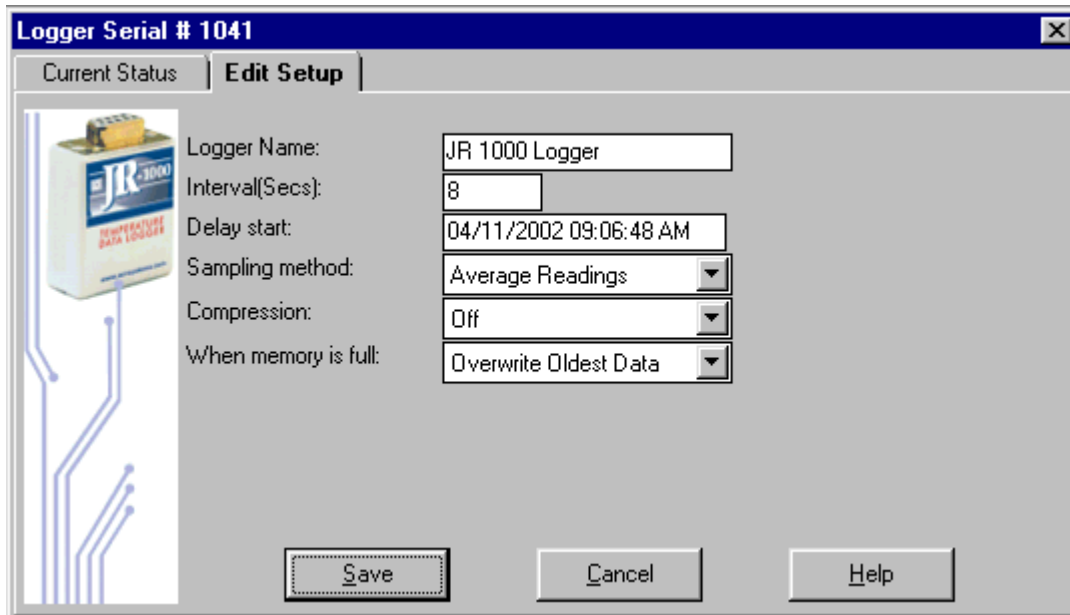 Logger Serial # 1041
Current Status
Edit Setup
JR-1000
TEMPERATURE
DATA LOGGER
Logger Name:
JR 1000 Logger
Interval(Secs):
8
Delay start:
04/11/2002 09:06:48 AM
Sampling method:
Average Readings
Compression:
Off
When memory is full:
Overwrite Oldest Data
Save
Cancel
Help